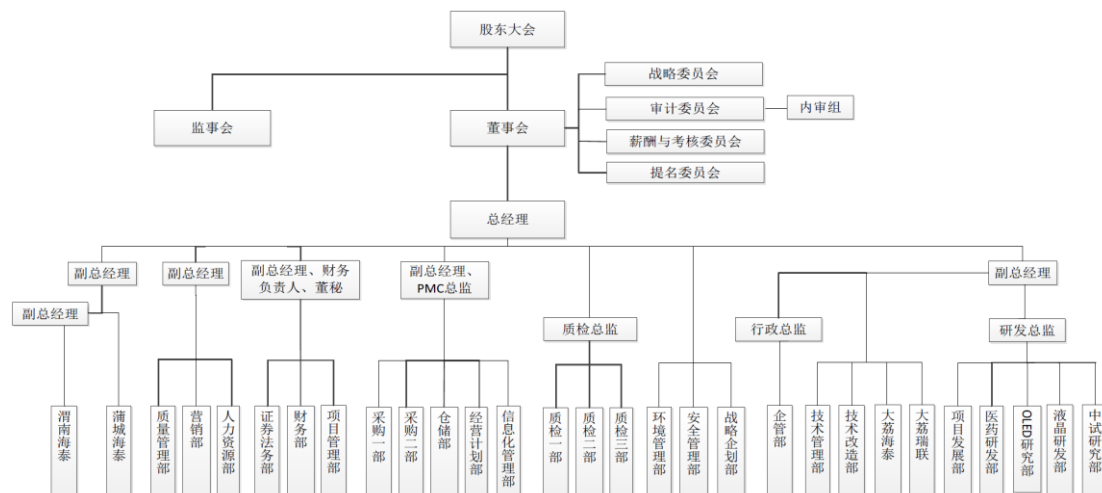 股东大会
战略委员会
审计委员会
内审组
监事会
董事会
薪酬与考核委员会
提名委员会
总经理
副总经理
副总经理
副总经理、财务
负责人、董秘
副总经理、
PMC总监
副总经理
副总经理
质检总监
行政总监
研发总监
渭南海泰
蒲城海泰
质量管理部
营销部
人力资源部
证券法务部
财务部
项目管理部
采购一部
采购二部
仓储部
经营计划部
信息化管理部
质检一部
质检二部
质检三部
环境管理部
安全管理部
战略企划部
企管部
技术管理部
技术改造部
大荔海泰
大荔瑞联
项目发展部
医药研发部
OLED研究部
液晶研发部
中试研究部